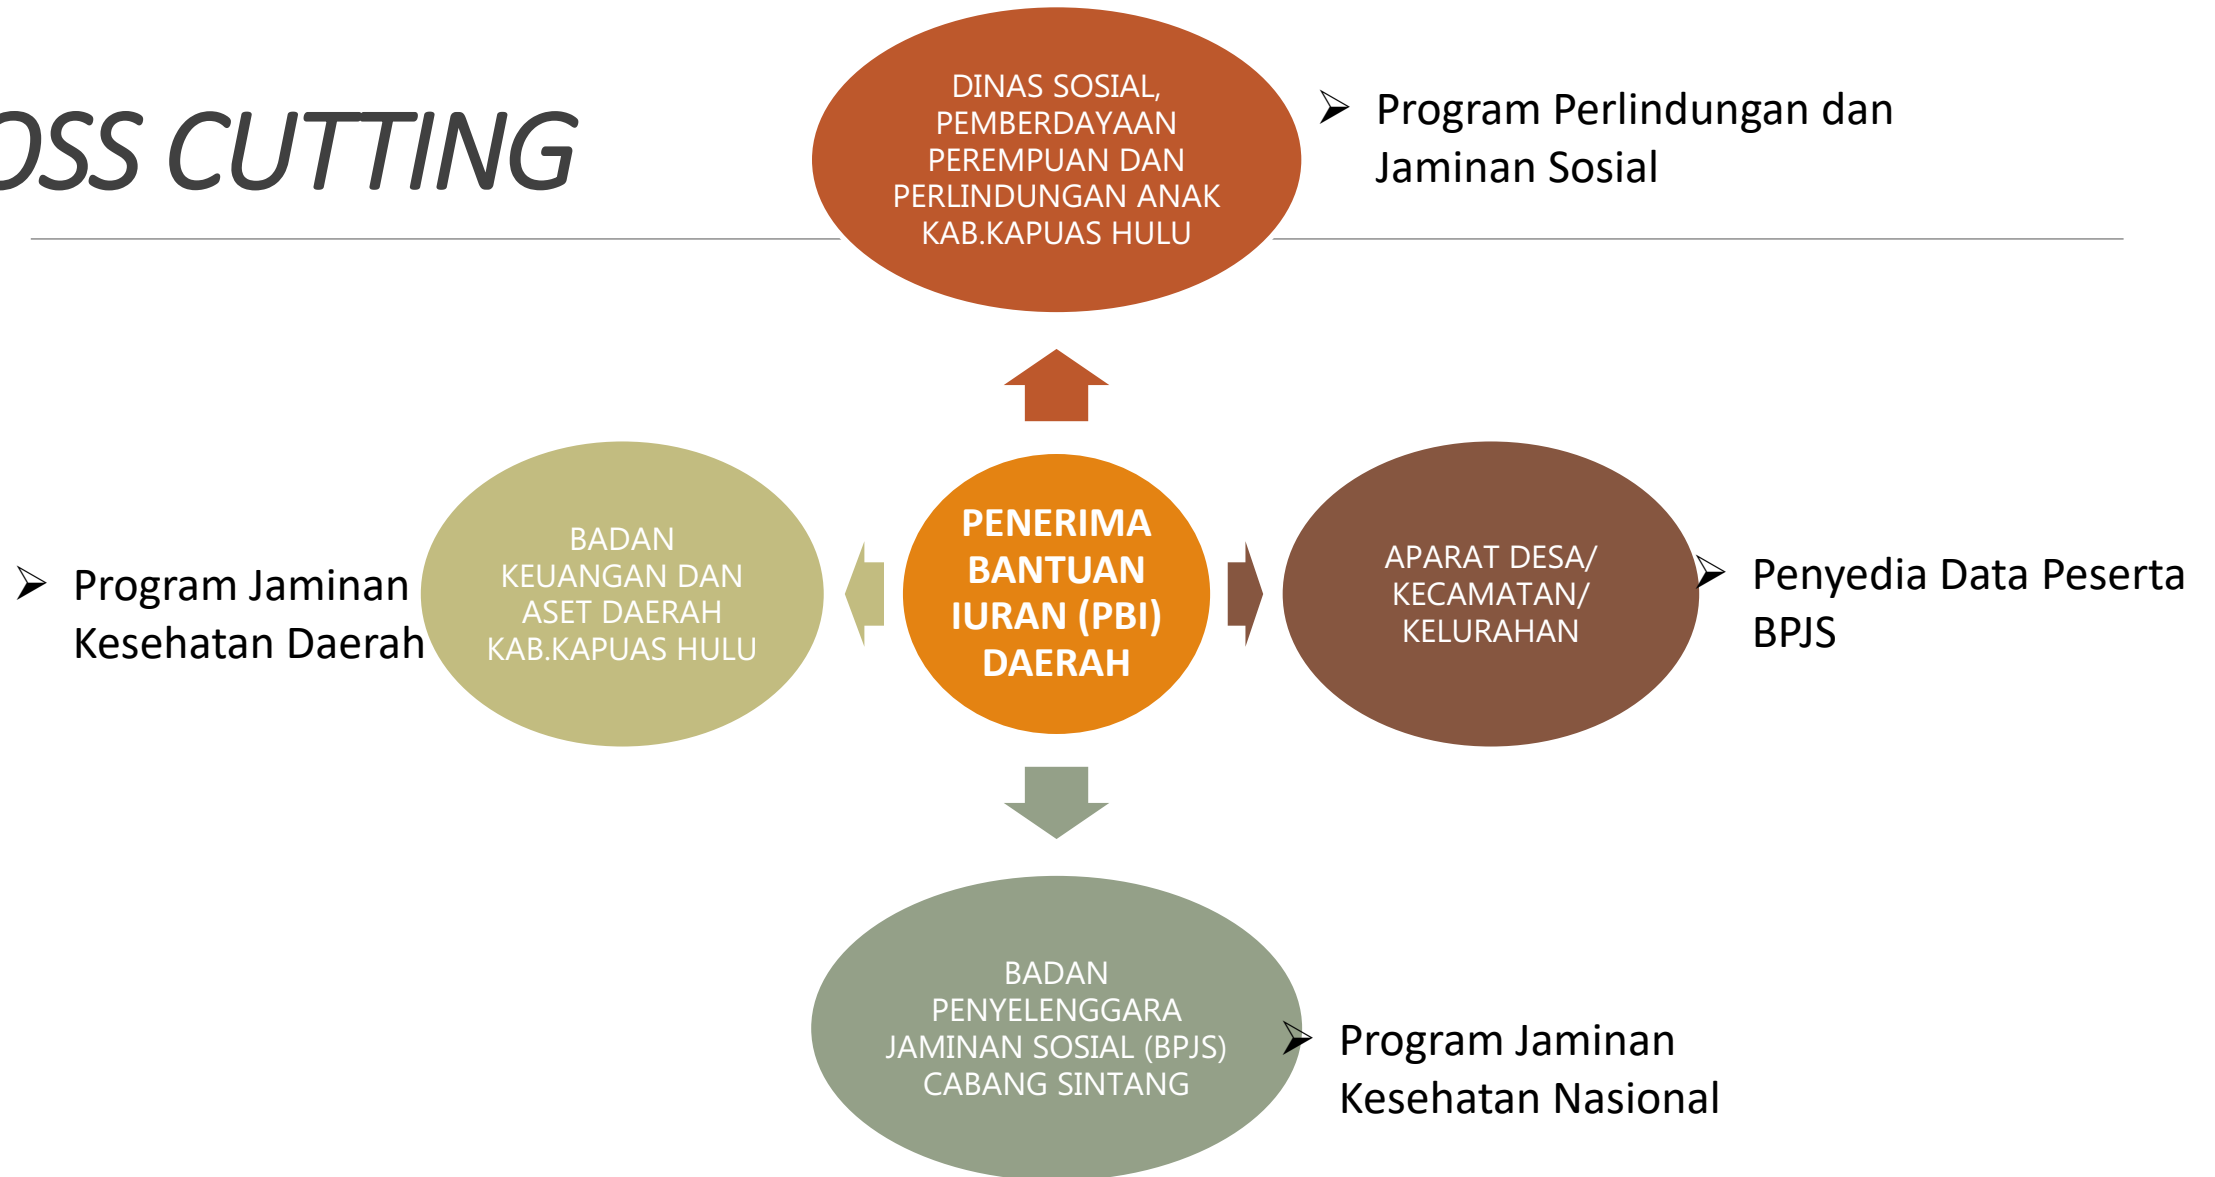 OSS CUTTING
DINAS SOSIAL,
PEMBERDAYAAN
PEREMPUAN DAN
PERLINDUNGAN ANAK
KAB.KAPUAS HULU
➢ Program Perlindungan dan
Jaminan Sosial
➢ Program Jaminan
Kesehatan Daerah
BADAN
KEUANGAN DAN
ASET DAERAH
KAB.KAPUAS HULU
PENERIMA
BANTUAN
IURAN (PBI)
DAERAH
APARAT DESA/
KECAMATAN/
KELURAHAN
➢ Penyedia Data Peserta
BPJS
BADAN
PENYELENGGARA
JAMINAN SOSIAL (BPJS)
CABANG SINTANG
➢ Program Jaminan
Kesehatan Nasional